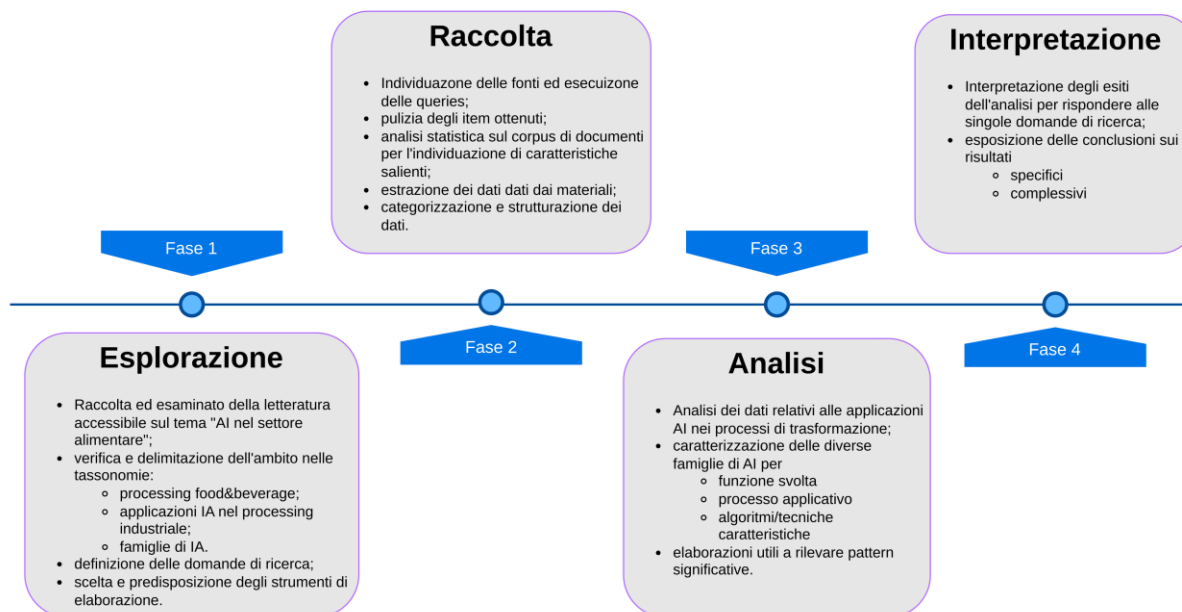 Raccolta
Individuazone delle fonti ed esecuizone
delle queries;
pulizia degli item ottenuti;
analisi statistica sul corpus di documenti
per l'individuazione di caratteristiche
salienti;
estrazione dei dati dati dai materiali;
categorizzazione e strutturazione dei
dati.
Interpretazione
Interpretazione degli esiti
dell'analisi per rispondere alle
singole domande di ricerca;
esposizione delle conclusioni sui
risultati
specifici
complessivi
Fase 1
Fase 3
Fase 2
Fase 4
Esplorazione
Raccolta ed esaminato della letteratura
accessibile sul tema "AI nel settore
alimentare";
verifica e delimitazione dell'ambito nelle
tassonomie:
processing food&beverage;
applicazioni IA nel processing
industriale;
famiglie di IA.
definizione delle domande di ricerca;
scelta e predisposizione degli strumenti di
elaborazione.
Analisi
Analisi dei dati relativi alle applicazioni
AI nei processi di trasformazione;
caratterizzazione delle diverse
famiglie di AI per
funzione svolta
processo applicativo
algoritmi/tecniche
caratteristiche
elaborazioni utili a rilevare pattern
significative.